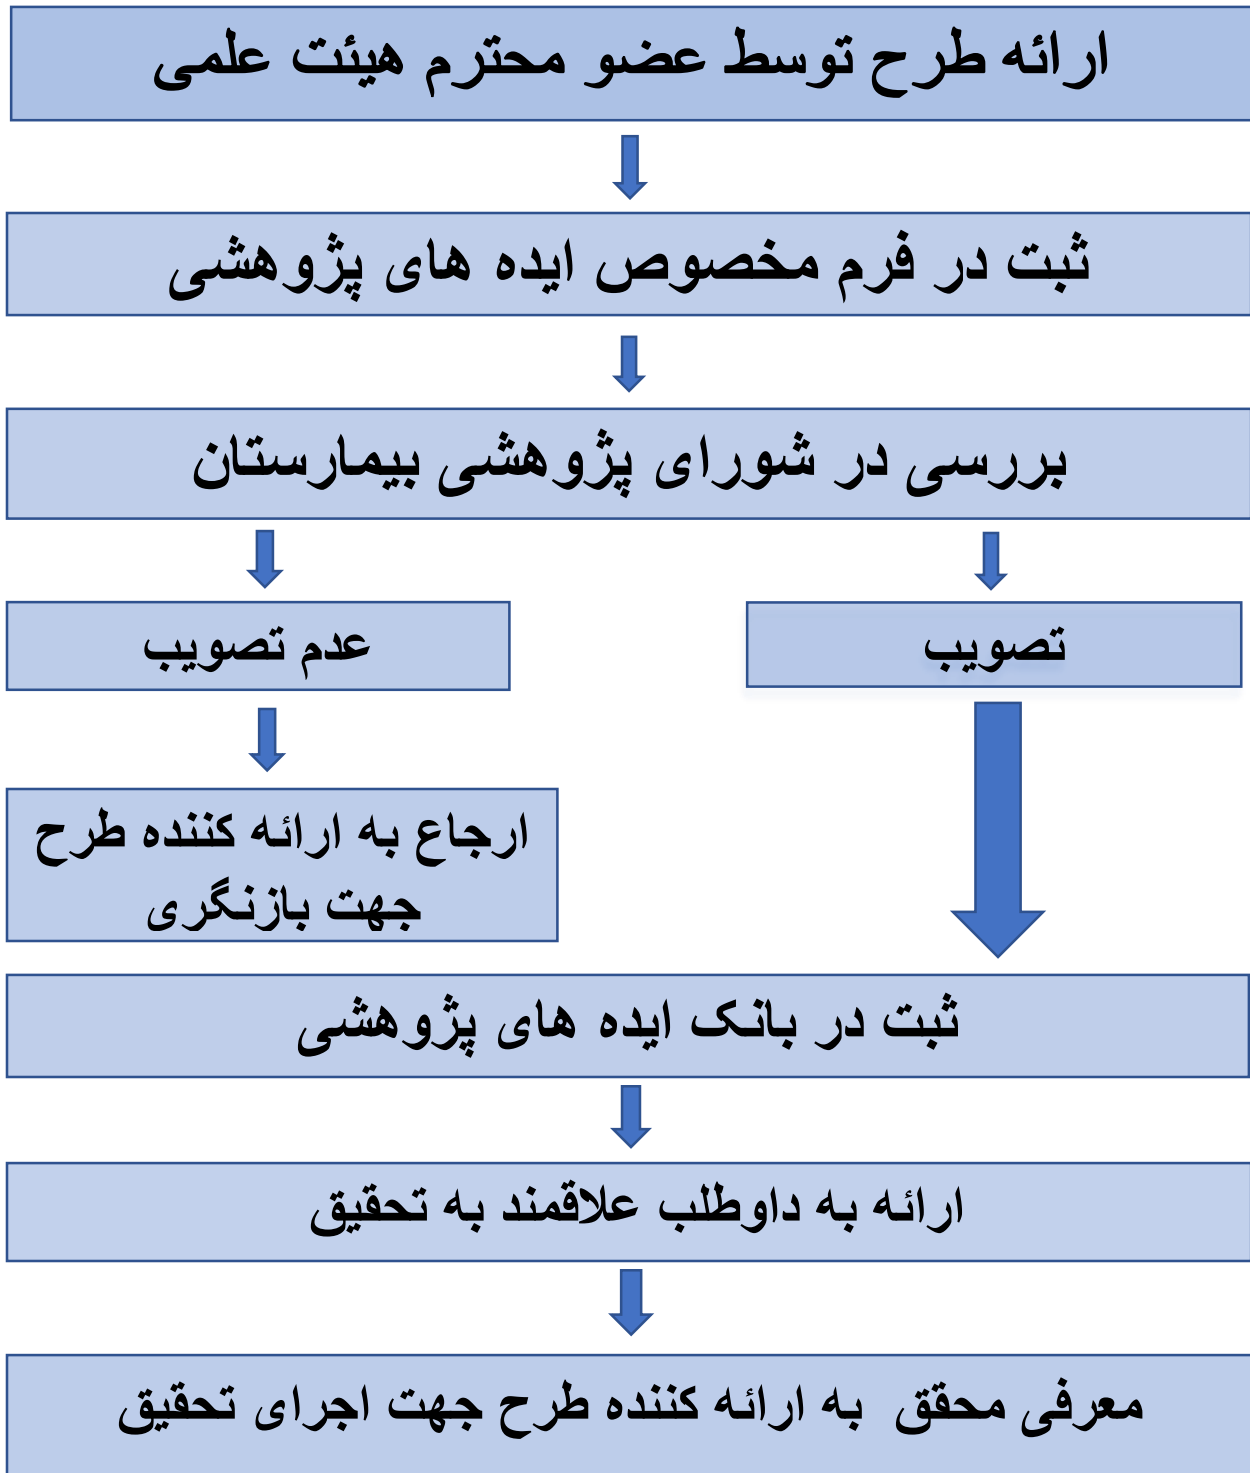 ارائه طرح توسط عضو محترم هیئت علمی
ثبت در فرم مخصوص ایده های پژوهشی
بررسی در شورای پژوهشی بیمارستان
تصویب
عدم تصویب
ارجاع به ارائه کننده طرح
جهت بازنگری
ثبت در بانک ایده های پژوهشی
ارائه به داوطلب علاقمند به تحقیق
معرفی محقق به ارائه کننده طرح جهت اجرای تحقیق